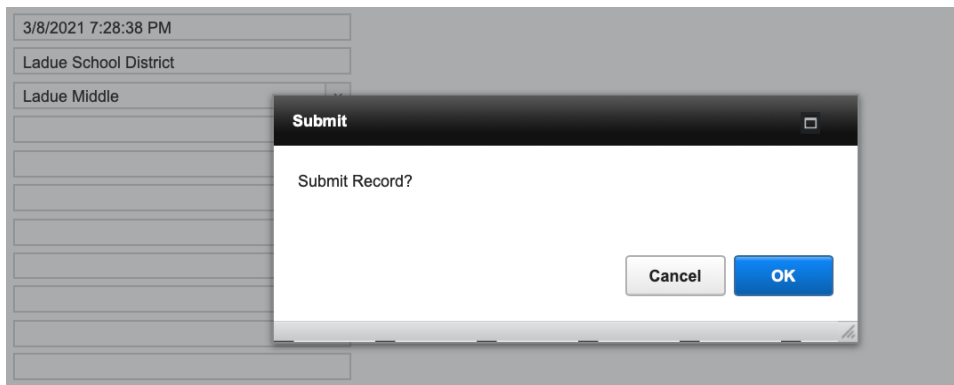 3/8/2021 7:28:38 PM
Ladue School District
Ladue Middle
Submit
Submit Record?
Cancel OK